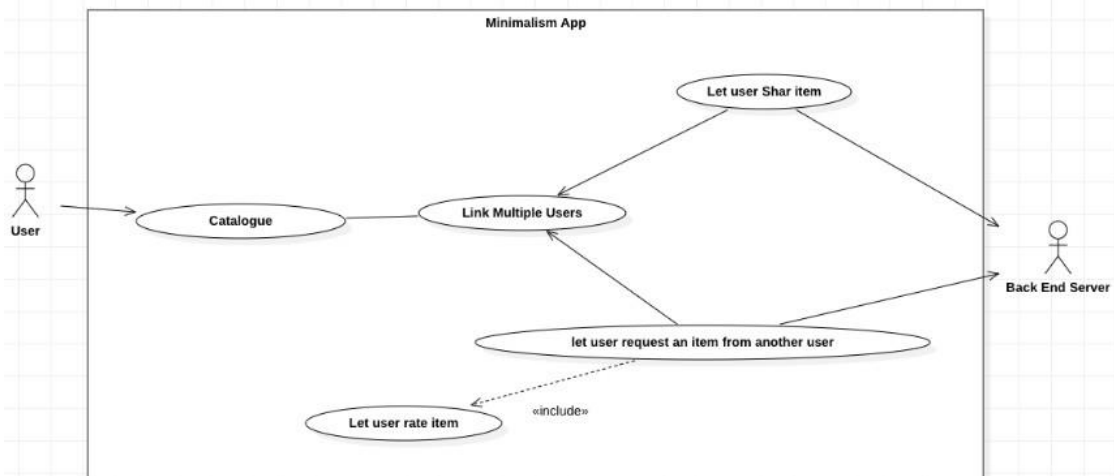 Minimalism App
Let user Shar item
Link Multiple Users
Catalogue
User
Back End Server
let user request an item from another user
«include»
Let user rate item